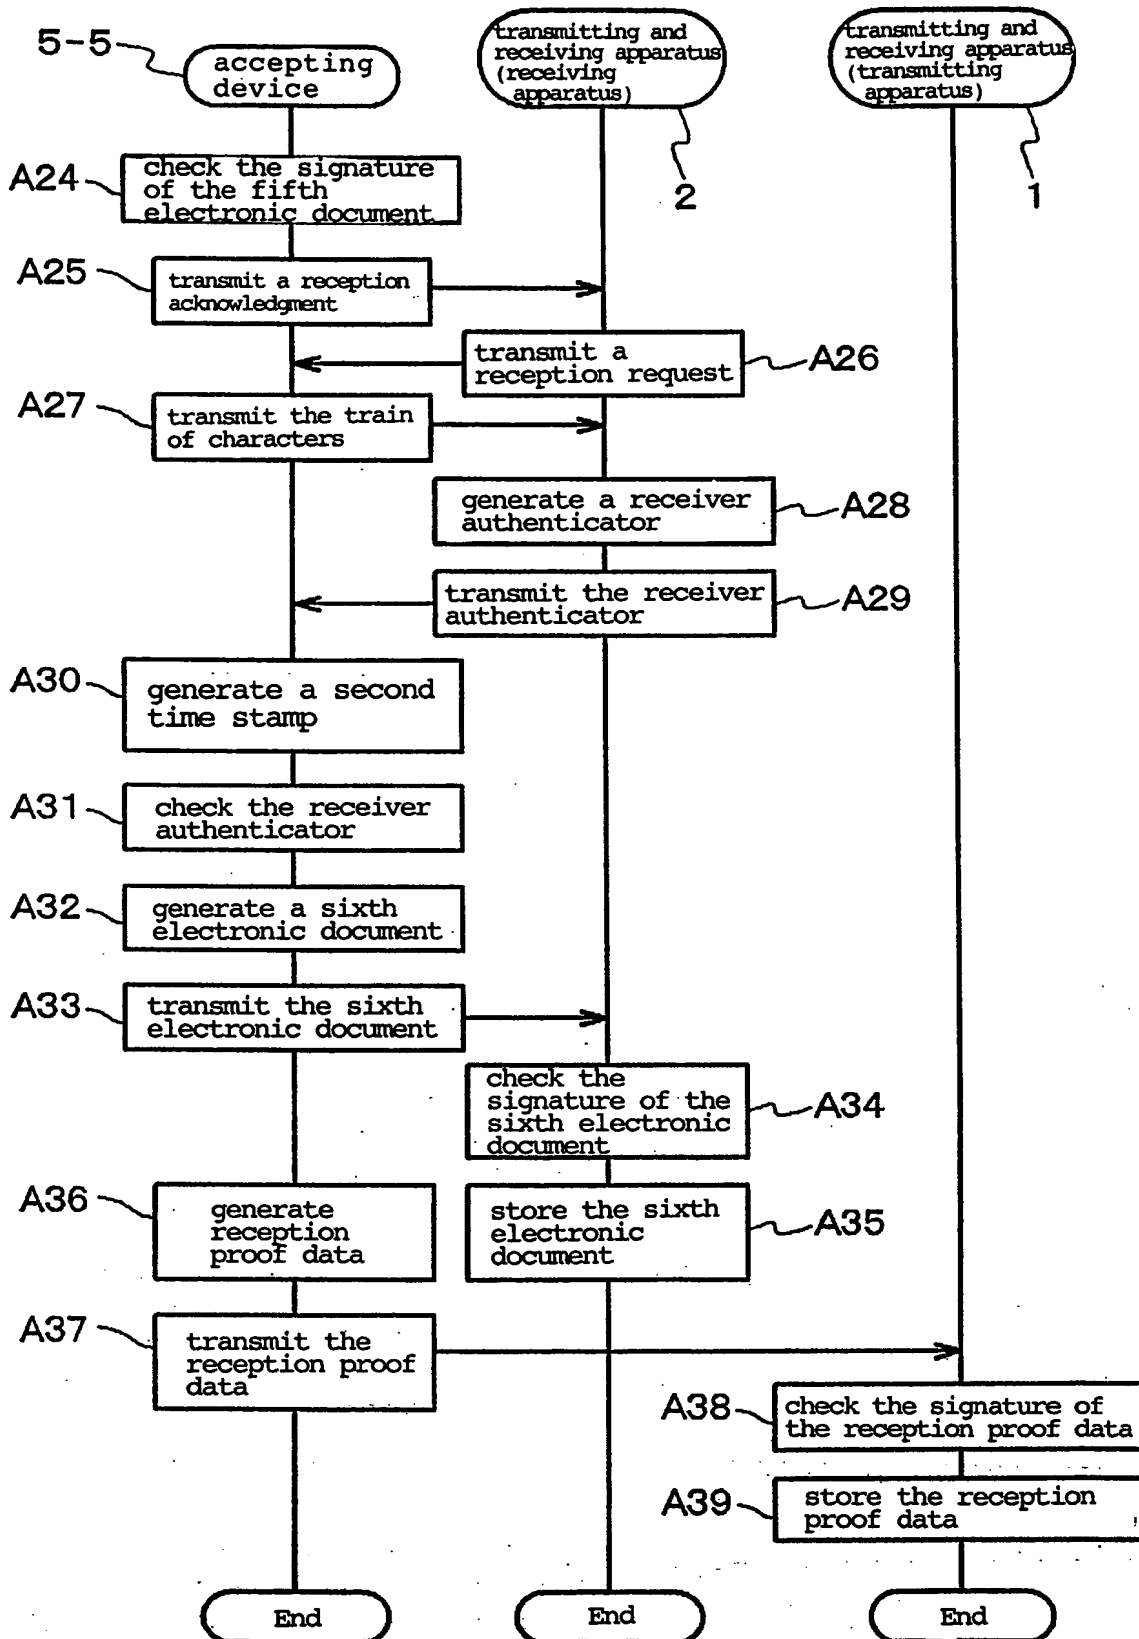 5-5
accepting
device
transmitting and
receiving apparatus
(receiving
apparatus)
2
transmitting and
receiving apparatus
(transmitting
apparatus)
1
A24
check the signature
of the fifth
electronic document
A25
transmit a reception
acknowledgment
transmit a
reception request
A26
A27
transmit the train
of characters
generate a receiver
authenticator
A28
transmit the receiver
authenticator
A29
A30
generate a second
time stamp
A31
check the receiver
authenticator
A32
generate a sixth
electronic document
A33
transmit the sixth
electronic document
check the
signature of the
sixth electronic
document
A34
A36
generate
reception
proof data
store the sixth
electronic
document
A35
A37
transmit the
reception proof
data
A38
check the signature of
the reception proof data
A39
store the reception
proof data
End
End
End